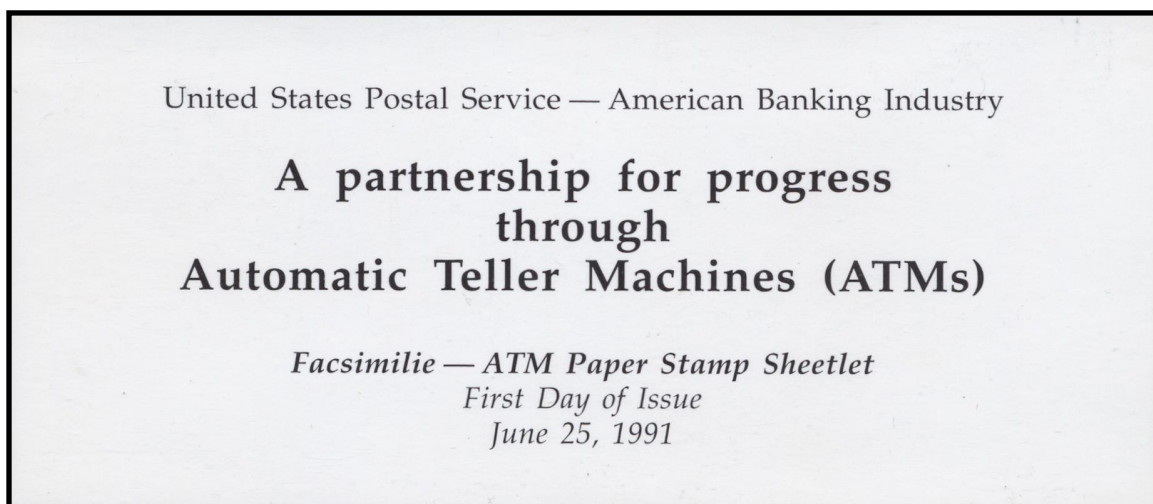 United States Postal Service — American Banking Industry
A partnership for progress
through
Automatic Teller Machines (ATMs)
Facsimilie — ATM Paper Stamp Sheetlet
First Day of Issue
June 25, 1991